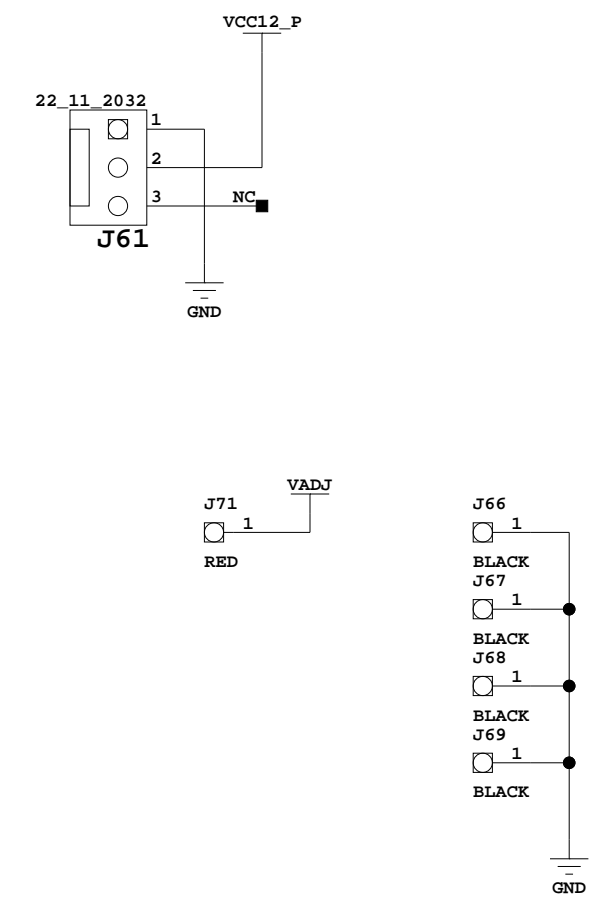 VCC12_P
22_11_2032
1
2
3
NC
J61
GND
VADJ
J71
1
RED
J66
1
BLACK
J67
1
BLACK
J68
1
BLACK
J69
1
BLACK
GND